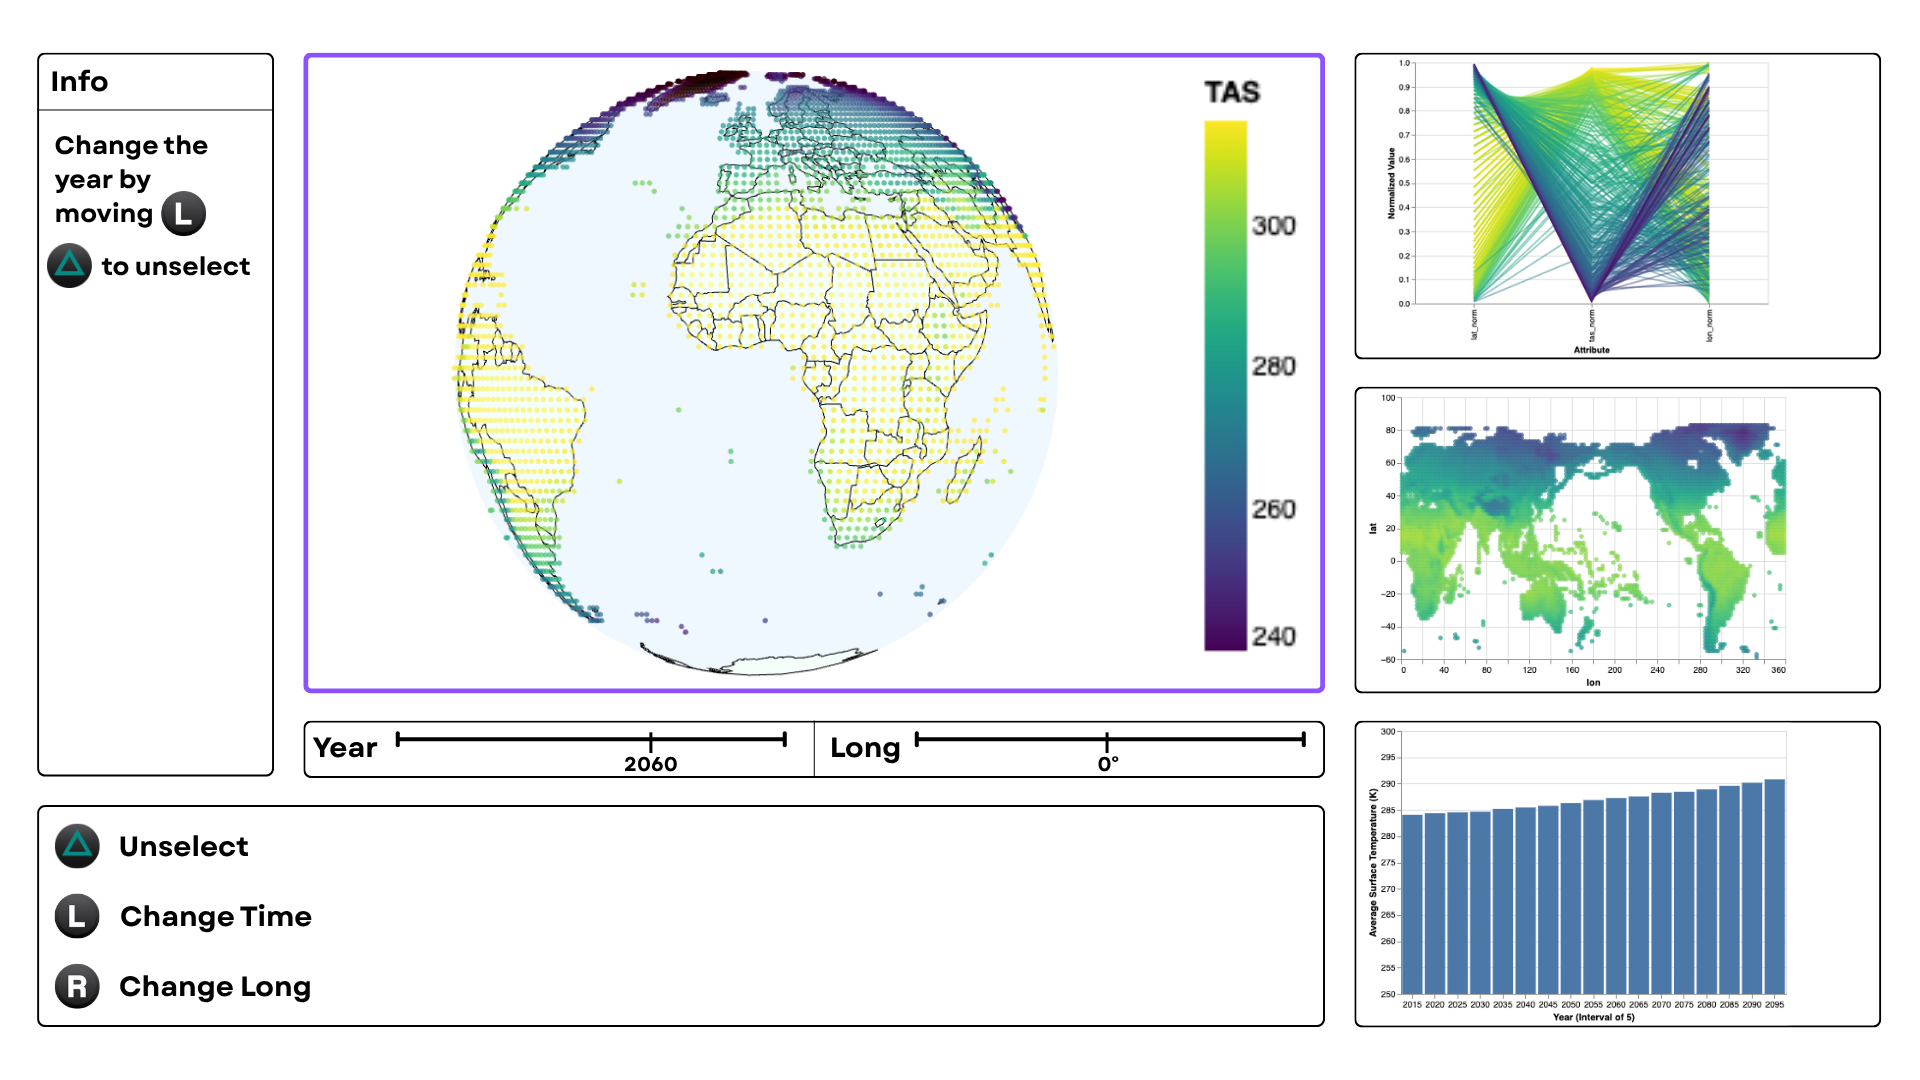 Info
Change the
year by
moving L
to unselect
TAS
300
280
260
240
Year
2060
Long
0°
Unselect
L Change Time
R Change Long
1.0
0.9
0.8
0.7
0.6
0.5
0.4
0.3
0.2
0.1
0.0
Normalized Value
lat_norm
tas_norm
lon_norm
Attribute
100
80
60
40
20
0
−20
−40
−60
lat
0 40 80 120 160 200 240 280 320 360
lon
300
295
290
285
280
275
270
265
260
255
250
Average Surface Temperature (K)
2015 2020 2025 2030 2035 2040 2045 2050 2055 2060 2065 2070 2075 2080 2085 2090 2095
Year (Interval of 5)